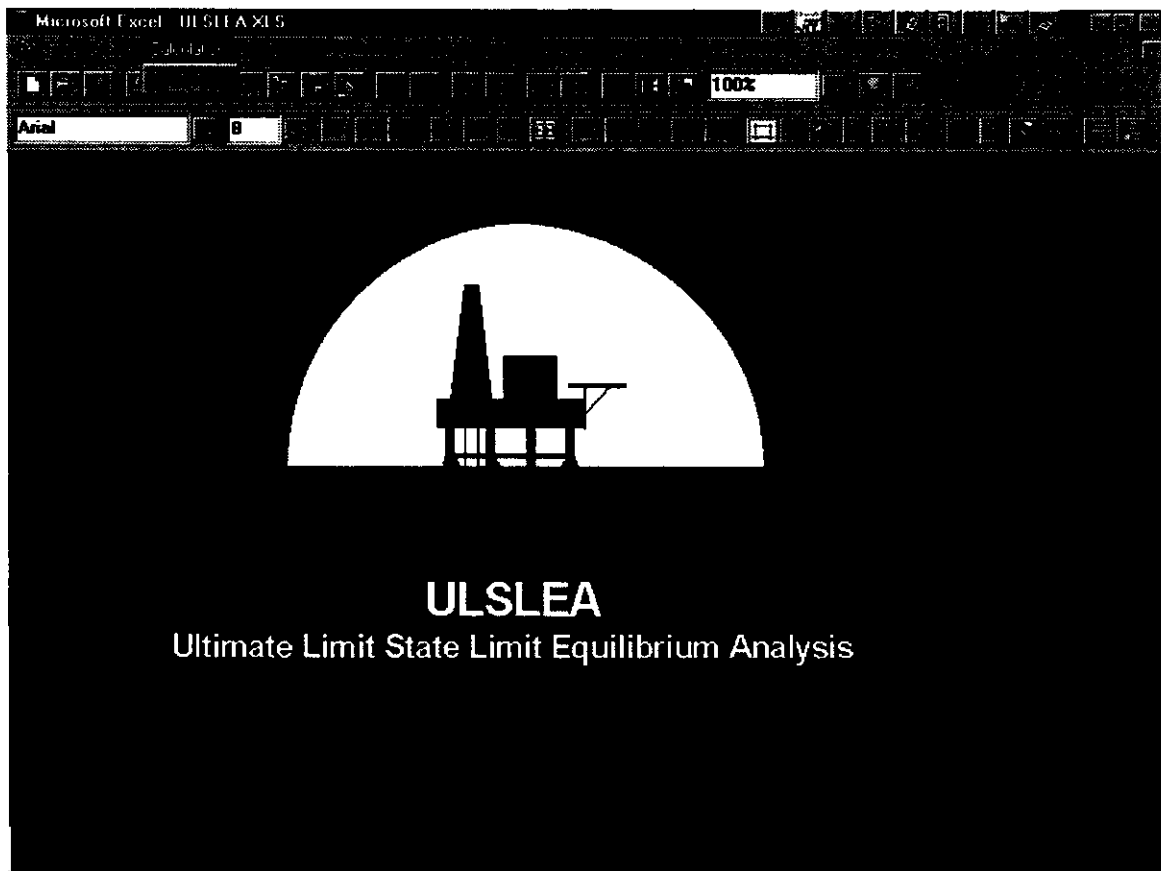 Microsoft Excel - ULSLEA.XLS
100%
Arial
8
ULSLEA
Ultimate Limit State Limit Equilibrium Analysis